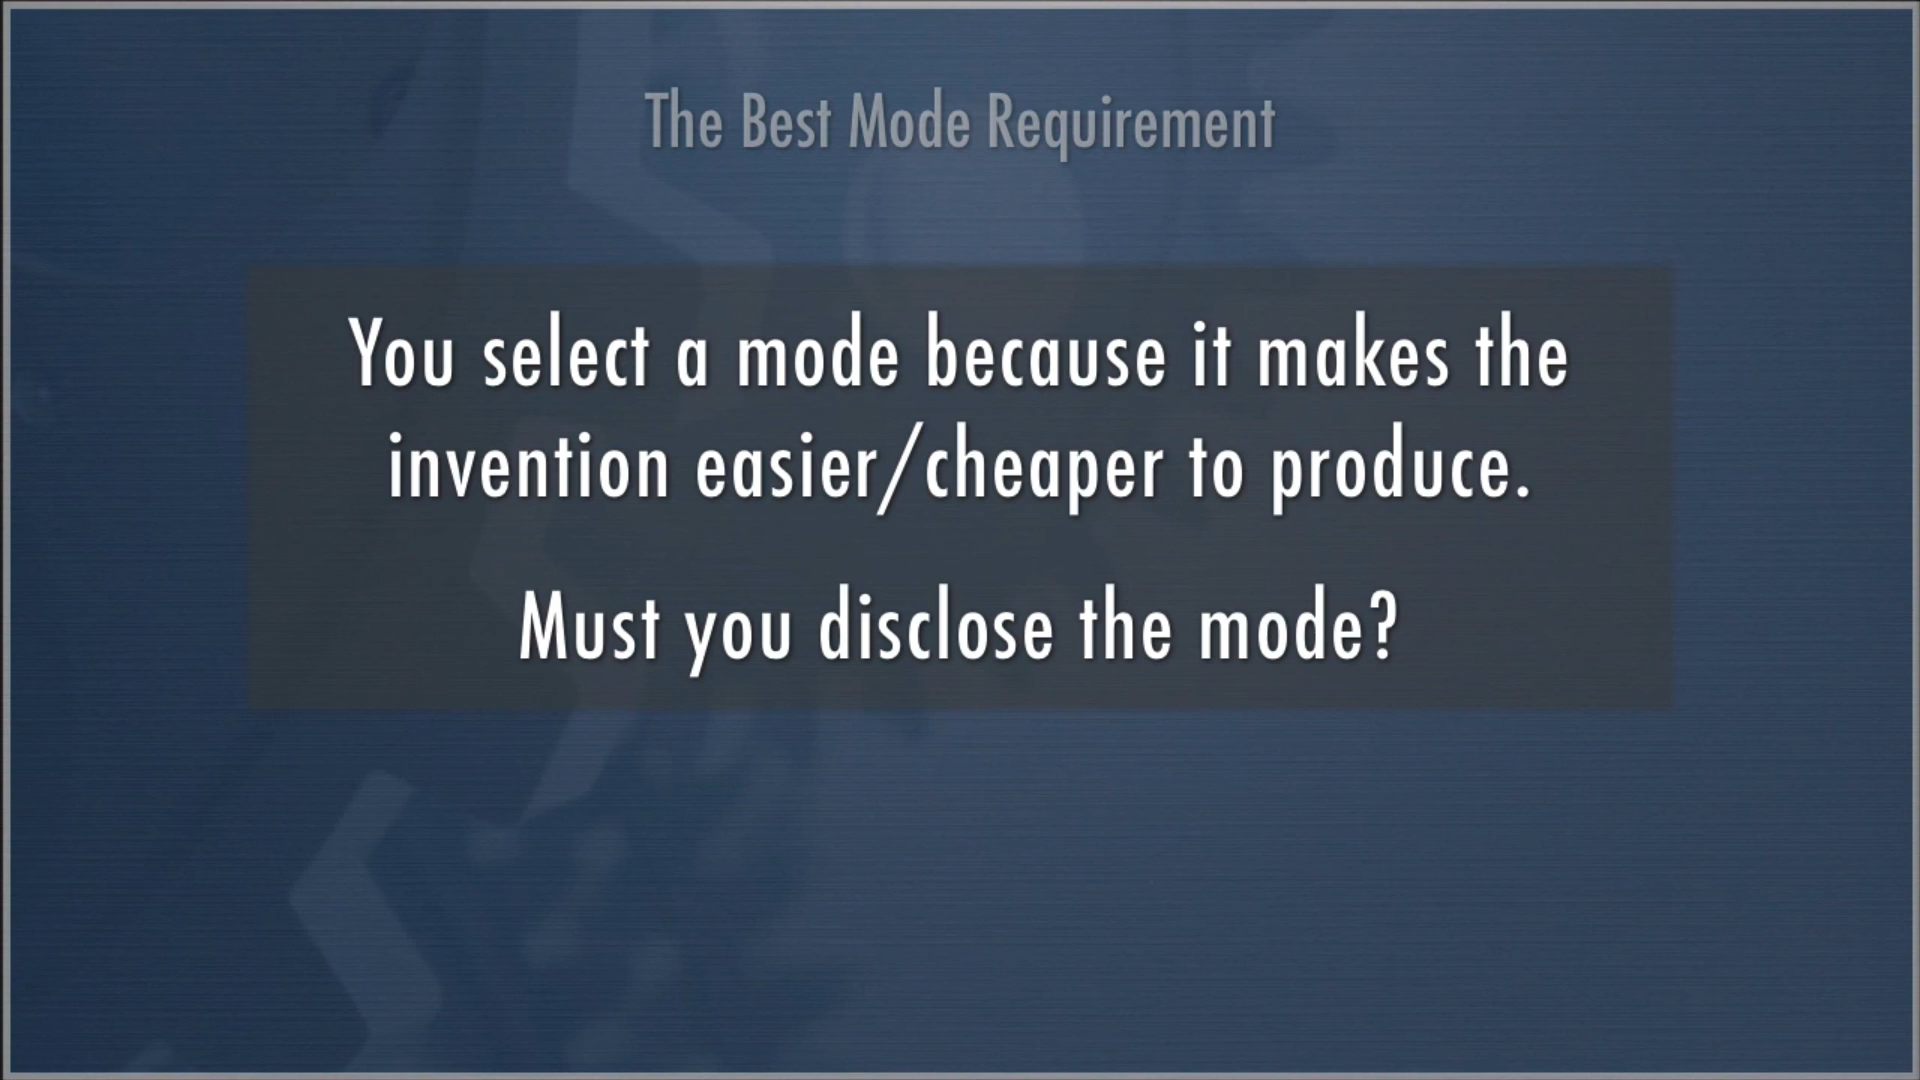 The Best Mode Requirement
You select a mode because it makes the
invention easier/cheaper to produce.
Must you disclose the mode?